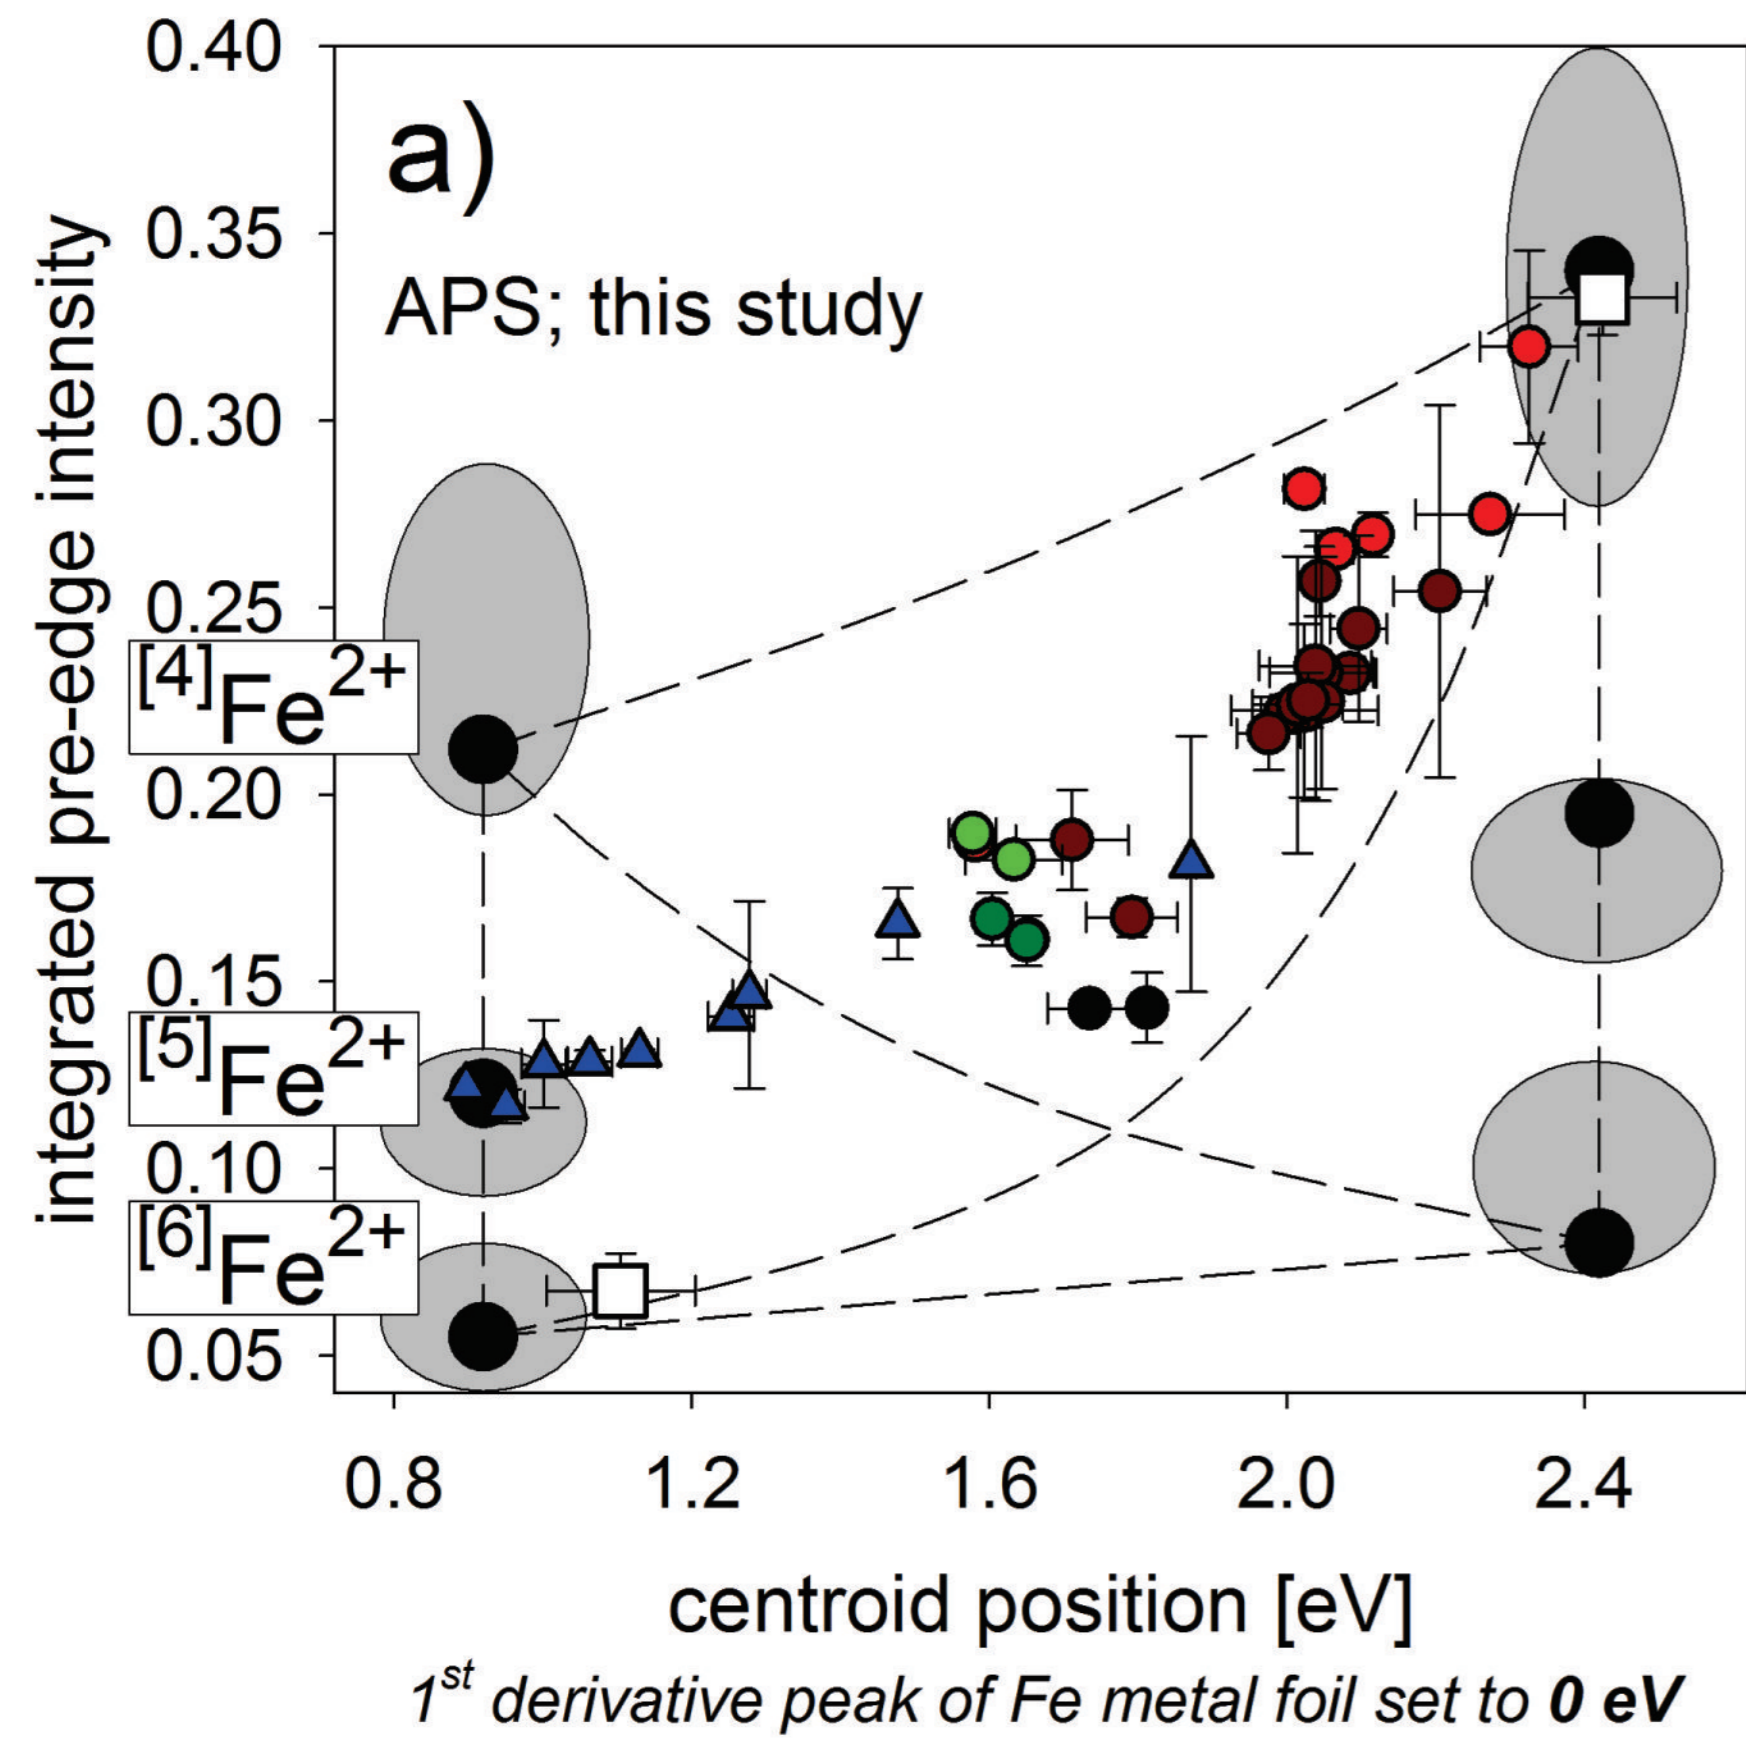 0.40
a)
0.35
APS; this study
0.30
0.25
[4]Fe2+
0.20
0.15
[5]Fe2+
0.10
[6]Fe2+
0.05
integrated pre-edge intensity
0.8 1.2 1.6 2.0 2.4
centroid position [eV]
1st derivative peak of Fe metal foil set to 0 eV